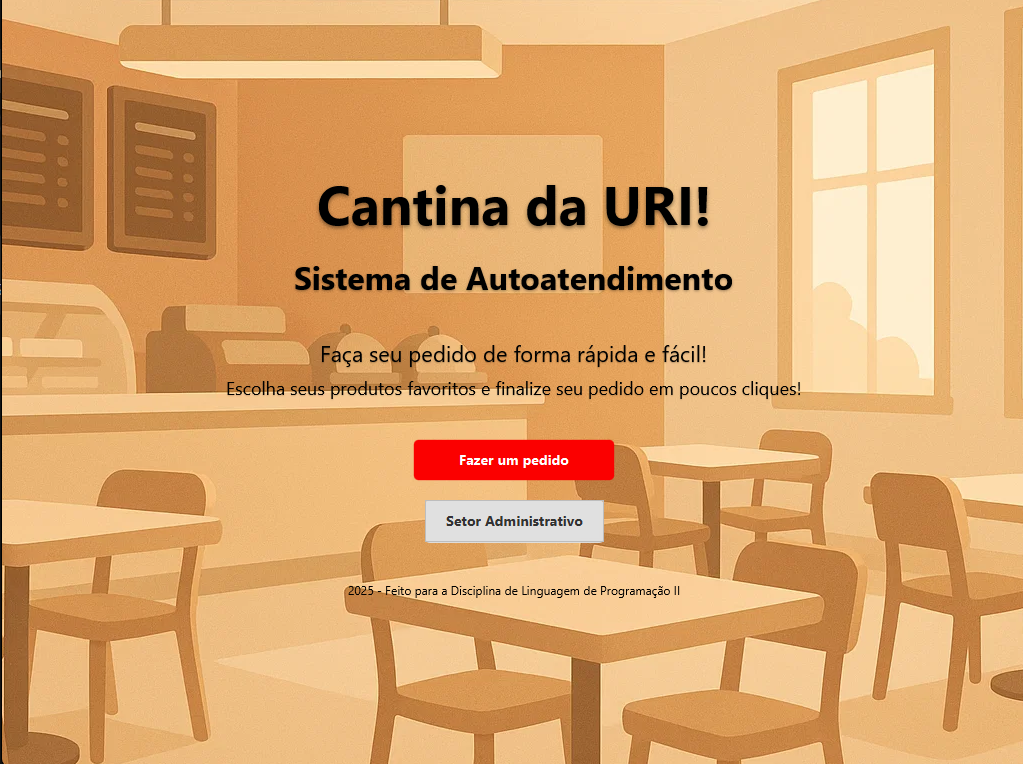 Cantina da URI!
Sistema de Autoatendimento
Faça seu pedido de forma rápida e fácil!
Escolha seus produtos favoritos e finalize seu pedido em poucos cliques!
Fazer um pedido
Setor Administrativo
2025 - Feito para a Disciplina de Linguagem de Programação II